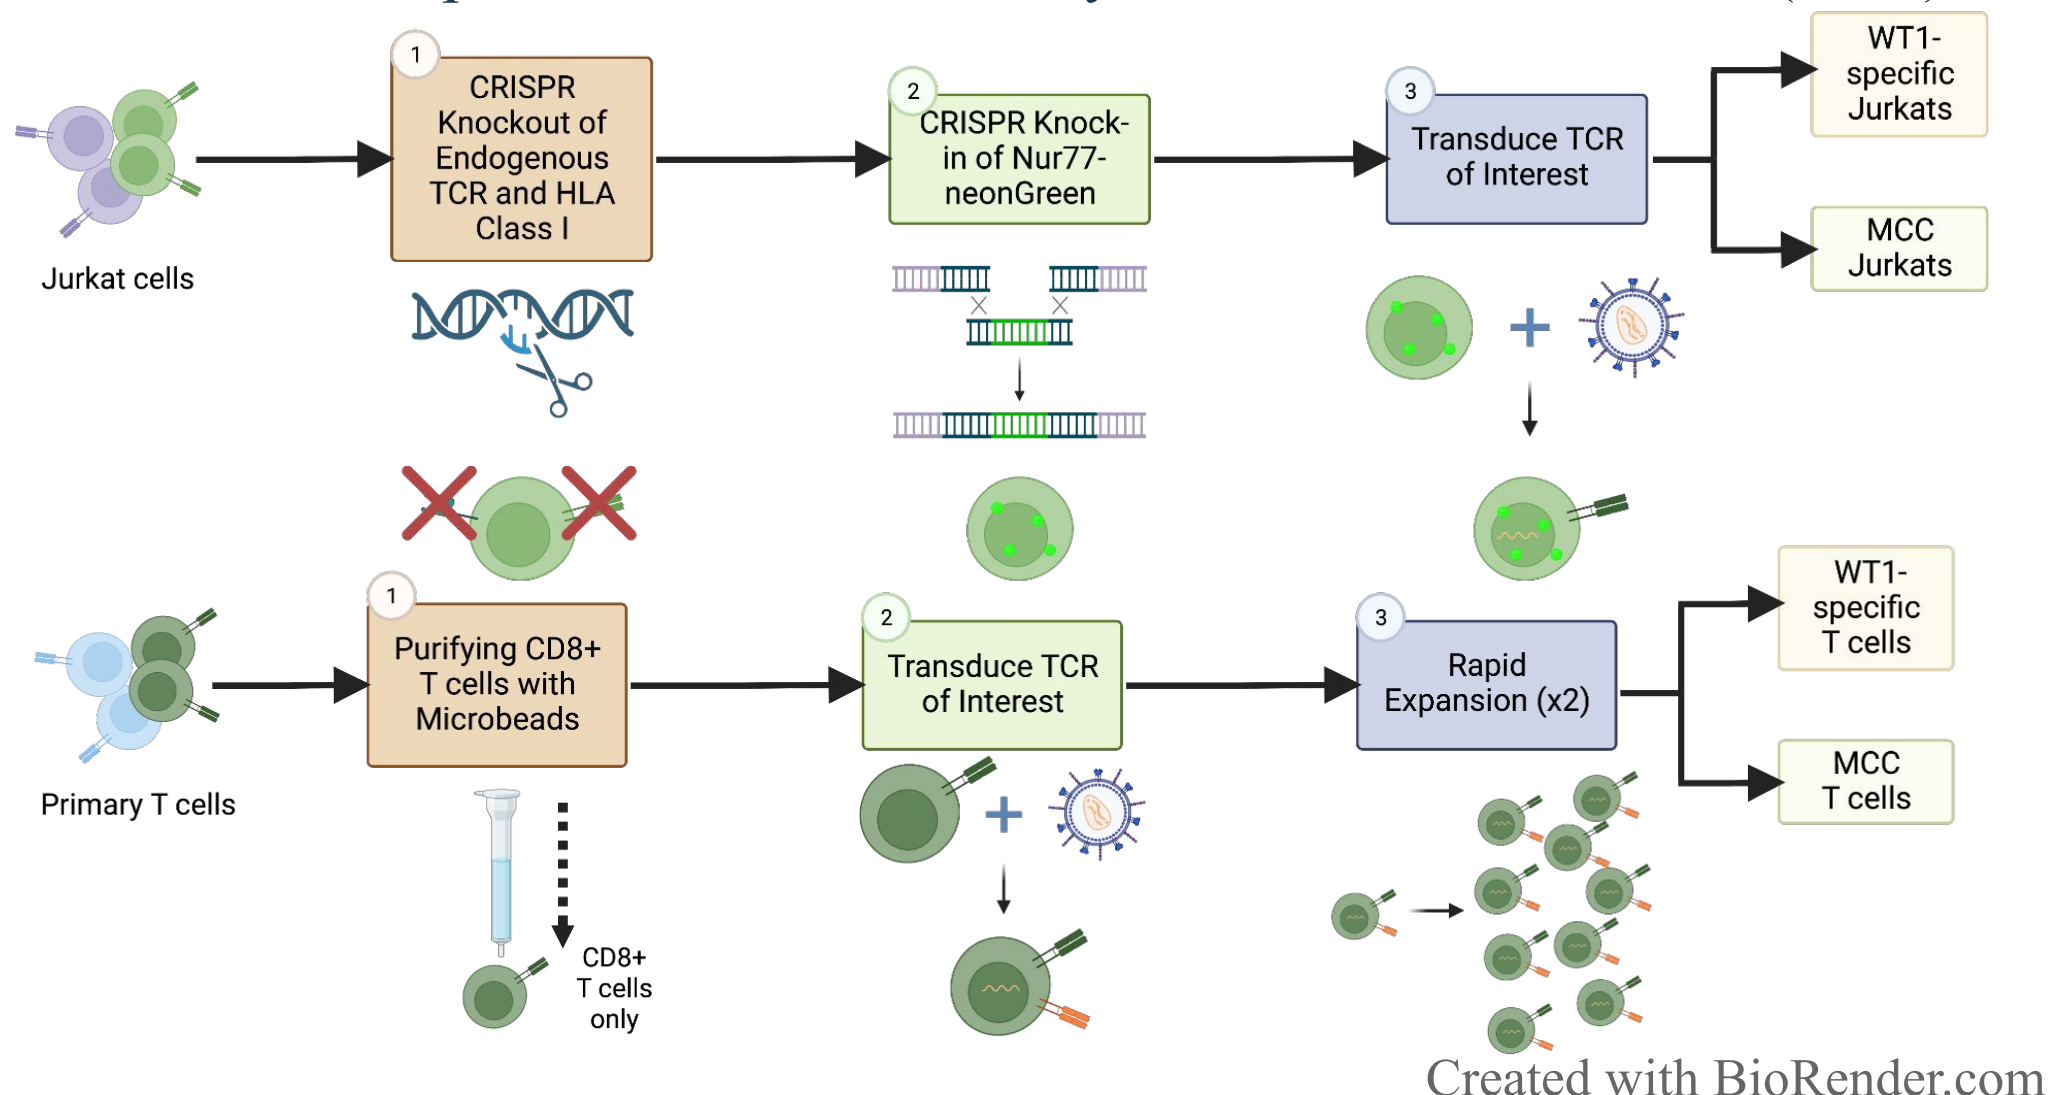 1
CRISPR
Knockout of
Endogenous
TCR and HLA
Class I
2
CRISPR Knock-
in of Nur77-
neonGreen
3
Transduce TCR
of Interest
WT1-
specific
Jurkats
MCC
Jurkats
Jurkat cells
1
Purifying CD8+
T cells with
Microbeads
2
Transduce TCR
of Interest
3
Rapid
Expansion (x2)
WT1-
specific
T cells
MCC
T cells
Primary T cells
CD8+
T cells
only
Created with BioRender.com